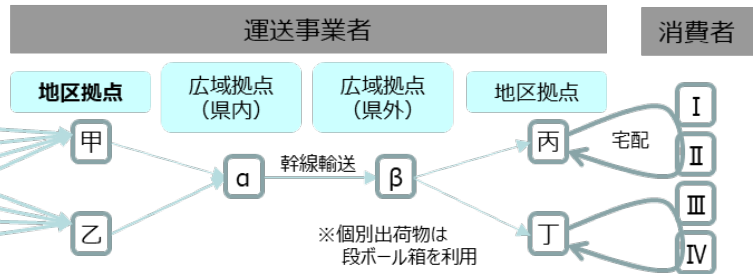 運送事業者
消費者
地区拠点
広域拠点
（県内）
広域拠点
（県外）
地区拠点
甲
乙
α
幹線輸送
β
丙
丁
宅配
Ⅰ
Ⅱ
Ⅲ
Ⅳ
※個別出荷物は
段ボール箱を利用